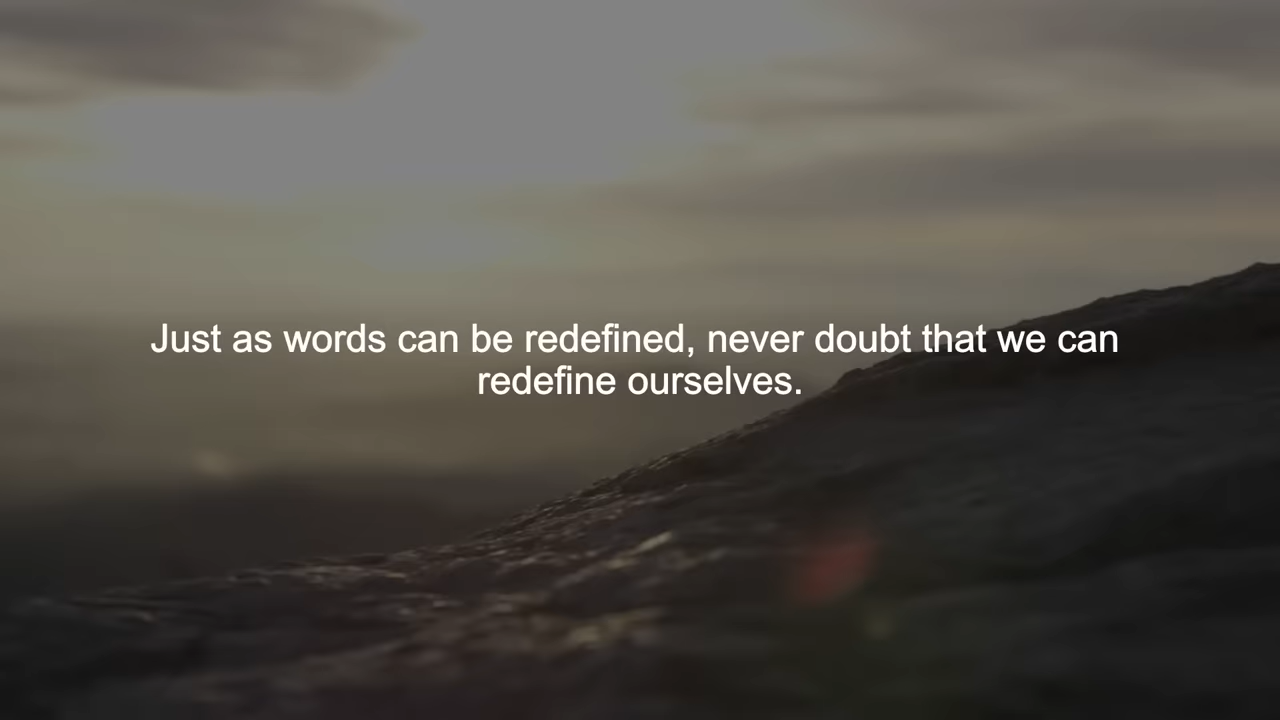 Just as words can be redefined, never doubt that we can
redefine ourselves.